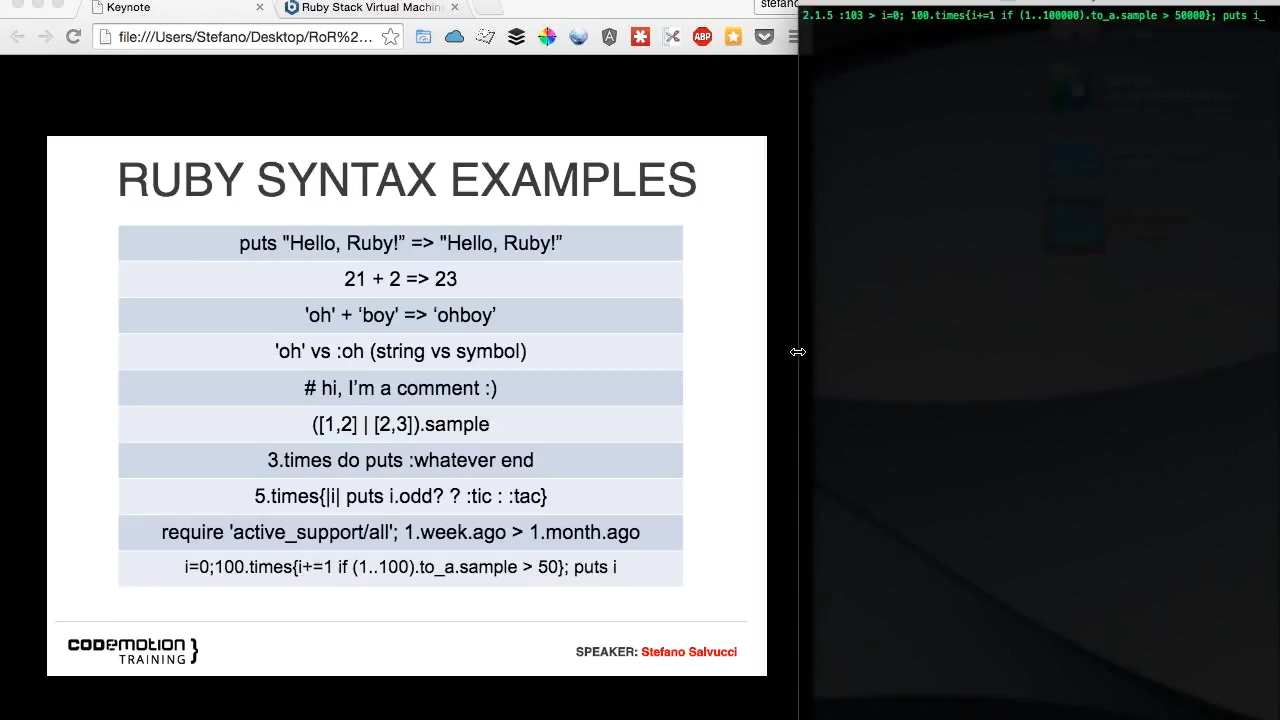 Keynote
Ruby Stack Virtual Machin
stefano
file:///Users/Stefano/Desktop/RoR%2...
ABP
2.1.5 :103 > i=0; 100.times{i+=1 if (1..100000).to_a.sample > 50000}; puts i_
RUBY SYNTAX EXAMPLES
puts "Hello, Ruby!” => "Hello, Ruby!”
21 + 2 => 23
'oh' + ‘boy' => ‘ohboy’
'oh' vs :oh (string vs symbol)
# hi, I’m a comment :)
([1,2] | [2,3]).sample
3.times do puts :whatever end
5.times{|i| puts i.odd? ? :tic : :tac}
require 'active_support/all'; 1.week.ago > 1.month.ago
i=0;100.times{i+=1 if (1..100).to_a.sample > 50}; puts i
CODEMOTION
TRAINING
SPEAKER: Stefano Salvucci